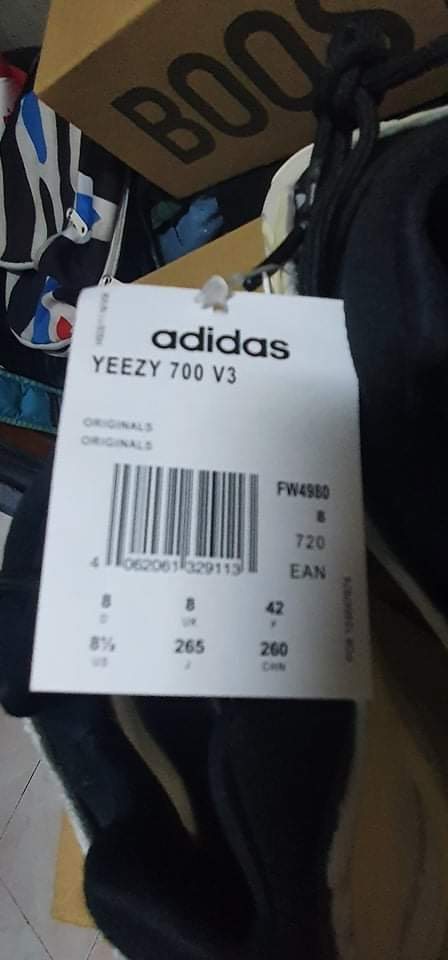 BOOS
adidas
YEEZY 700 V3
ORIGINALS
ORIGINALS
FW4980
8
720
EAN
4 062061 329113
8 8 42
D UK F
8½ 265 260
US J CHN